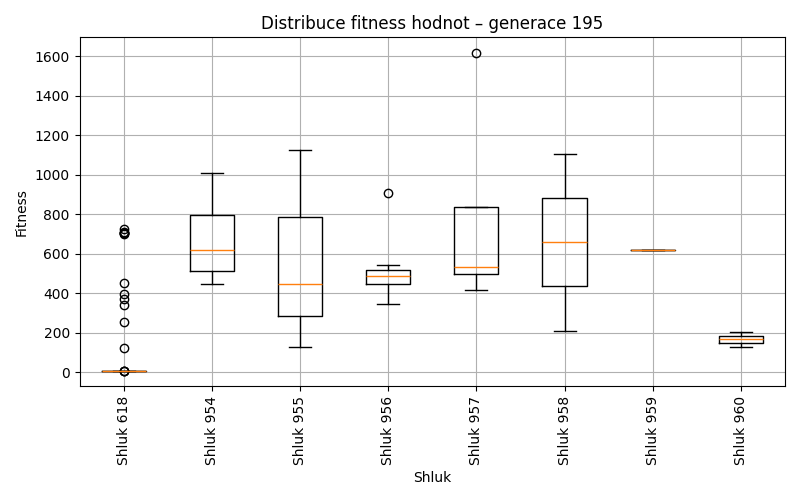 Distribuce fitness hodnot – generace 195
Fitness
1600
1400
1200
1000
800
600
400
200
0
Shluk 618
Shluk 954
Shluk 955
Shluk 956
Shluk 957
Shluk 958
Shluk 959
Shluk 960
Shluk